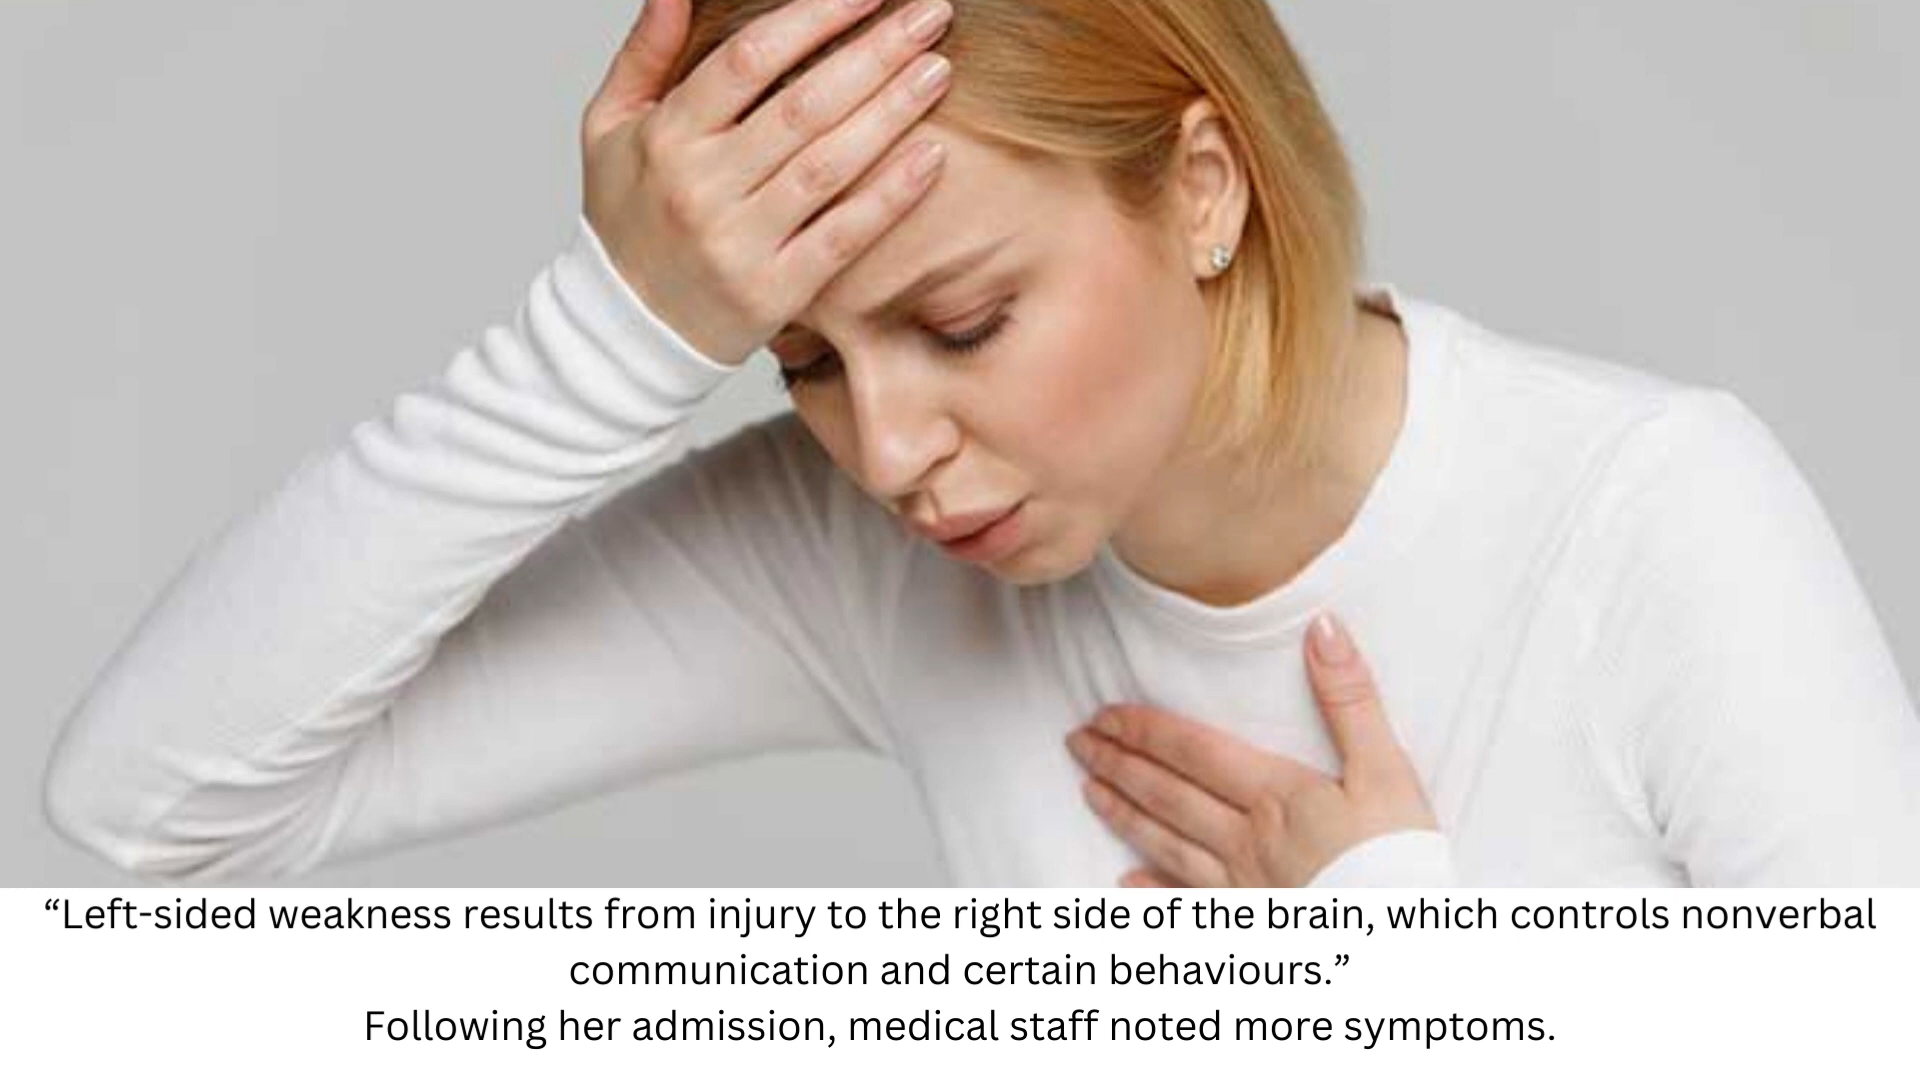 “Left-sided weakness results from injury to the right side of the brain, which controls nonverbal
communication and certain behaviours.”
Following her admission, medical staff noted more symptoms.